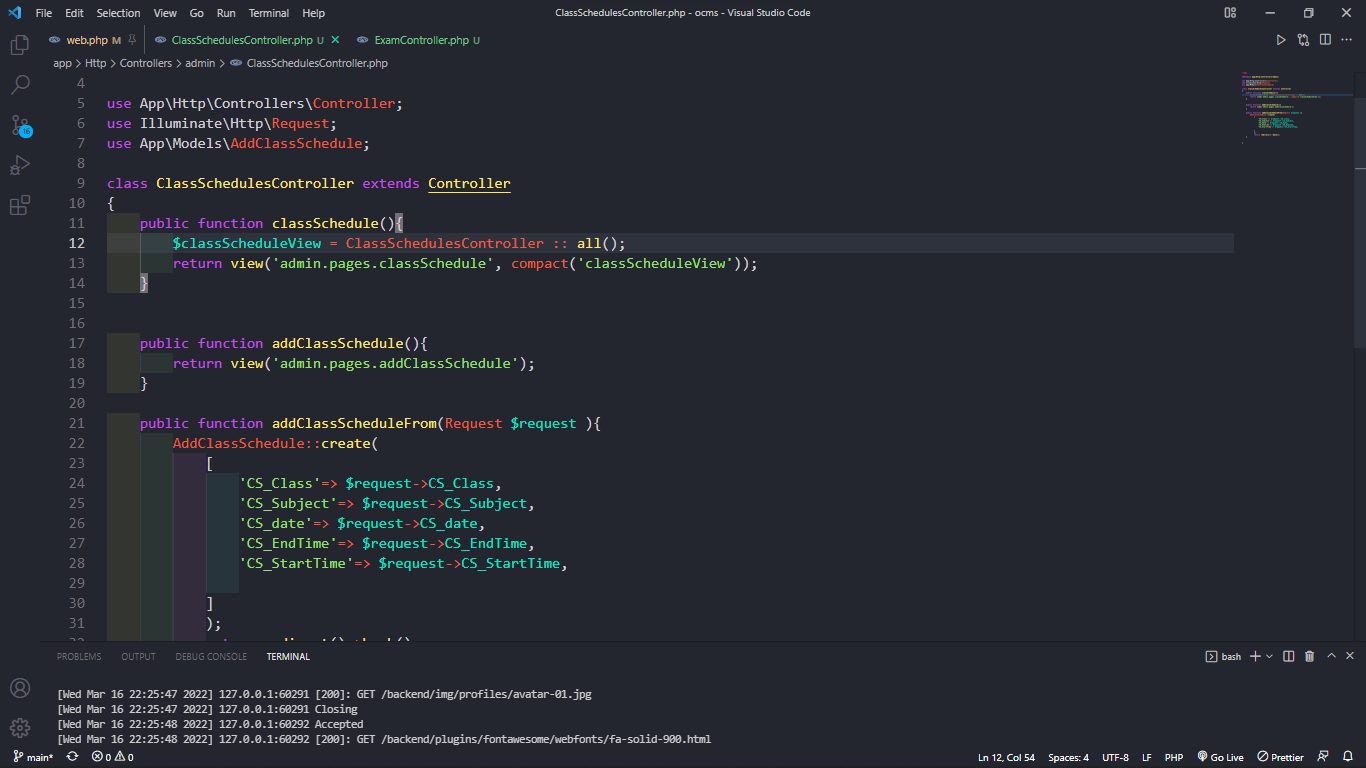 File Edit Selection View Go Run Terminal Help ClassSchedulesController.php - ocms - Visual Studio Code
web.php M ClassSchedulesController.php U ExamController.php U
app > Http > Controllers > admin > ClassSchedulesController.php
4
5 use App\Http\Controllers\Controller;
6 use Illuminate\Http\Request;
7 use App\Models\AddClassSchedule;
8
9 class ClassSchedulesController extends Controller
10 {
11 public function classSchedule(){
12 $classScheduleView = ClassSchedulesController :: all();
13 return view('admin.pages.classSchedule', compact('classScheduleView'));
14 }
15
16
17 public function addClassSchedule(){
18 return view('admin.pages.addClassSchedule');
19 }
20
21 public function addClassScheduleFrom(Request $request ){
22 AddClassSchedule::create(
23 [
24 'CS_Class'=> $request->CS_Class,
25 'CS_Subject'=> $request->CS_Subject,
26 'CS_date'=> $request->CS_date,
27 'CS_EndTime'=> $request->CS_EndTime,
28 'CS_StartTime'=> $request->CS_StartTime,
29
30 ]
31 );
16
PROBLEMS OUTPUT DEBUG CONSOLE TERMINAL bash
[Wed Mar 16 22:25:47 2022] 127.0.0.1:60291 [200]: GET /backend/img/profiles/avatar-01.jpg
[Wed Mar 16 22:25:47 2022] 127.0.0.1:60291 Closing
[Wed Mar 16 22:25:48 2022] 127.0.0.1:60292 Accepted
[Wed Mar 16 22:25:48 2022] 127.0.0.1:60292 [200]: GET /backend/plugins/fontawesome/webfonts/fa-solid-900.html
main* 0 0 Ln 12, Col 54 Spaces: 4 UTF-8 LF PHP Go Live Prettier